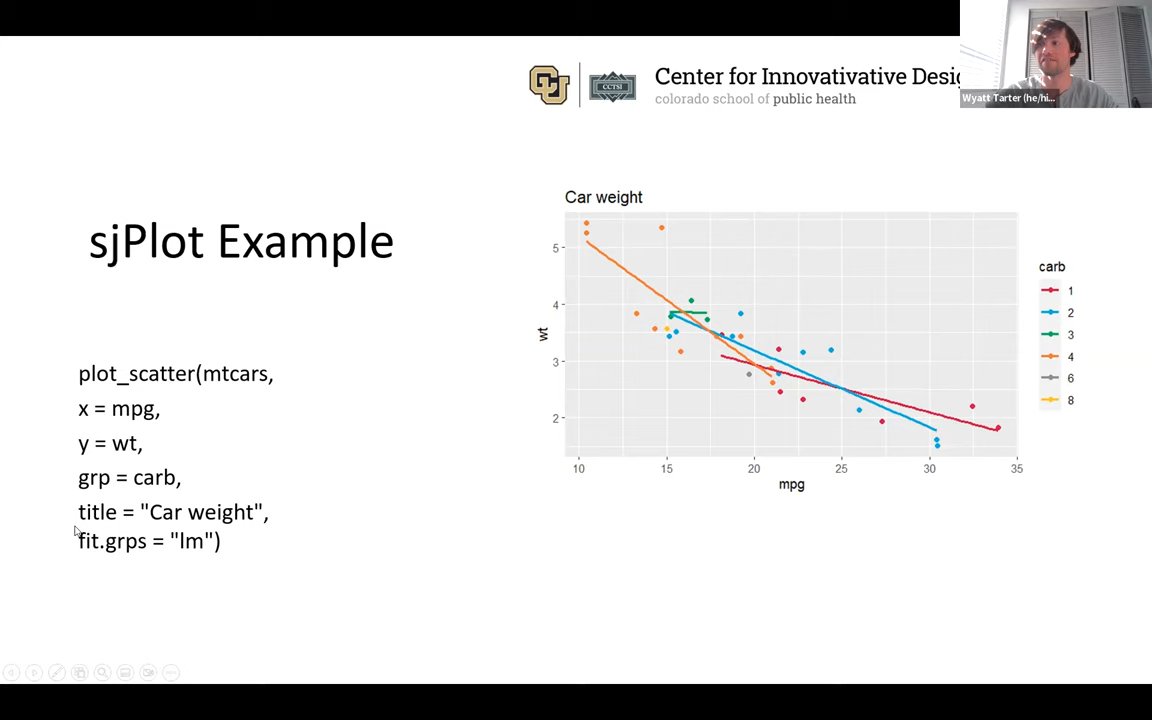 CU
CCTSI
Center for Innovativative Desi
colorado school of public health
Wyatt Tarter (he/hi...
sjPlot Example
plot_scatter(mtcars,
x = mpg,
y = wt,
grp = carb,
title = "Car weight",
fit.grps = "lm")
Car weight
wt
5
4
3
2
10 15 20 25 30 35
mpg
carb
1
2
3
4
6
8